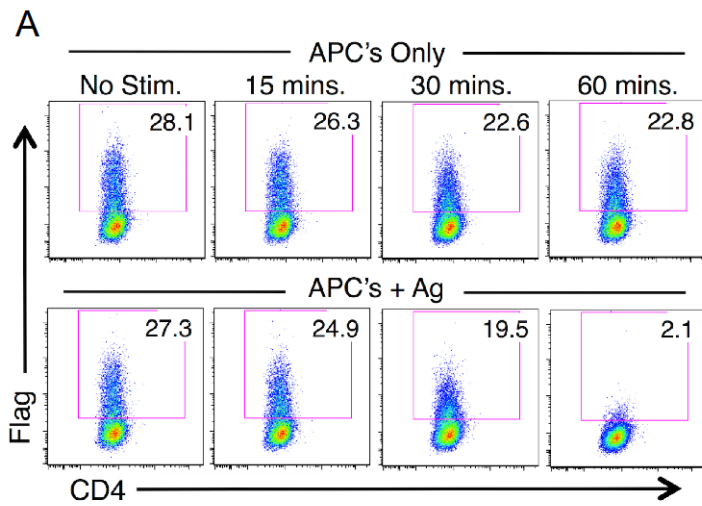 A
APC's Only
No Stim. 15 mins. 30 mins. 60 mins.
28.1 26.3 22.6 22.8
APC's + Ag
27.3 24.9 19.5 2.1
Flag
CD4